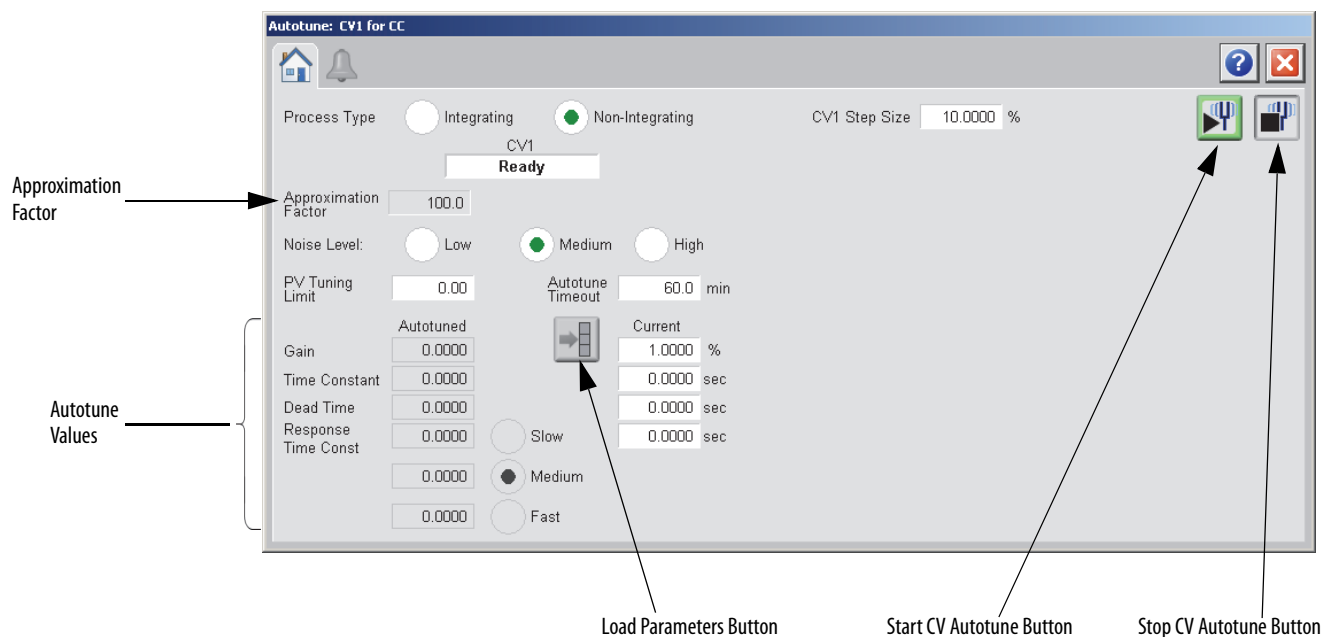 Autotune: CV1 for CC
?
Process Type Integrating Non-Integrating CV1 Step Size 10.0000 %
CV1
Ready
Approximation
Factor
Approximation
Factor
100.0
Noise Level: Low Medium High
PV Tuning
Limit
0.00
Autotune
Timeout
60.0 min
Autotuned Current
Gain 0.0000 1.0000 %
Time Constant 0.0000 0.0000 sec
Dead Time 0.0000 0.0000 sec
Autotune
Values
Response
Time Const
0.0000 Slow 0.0000 sec
0.0000 Medium
0.0000 Fast
Load Parameters Button Start CV Autotune Button Stop CV Autotune Button